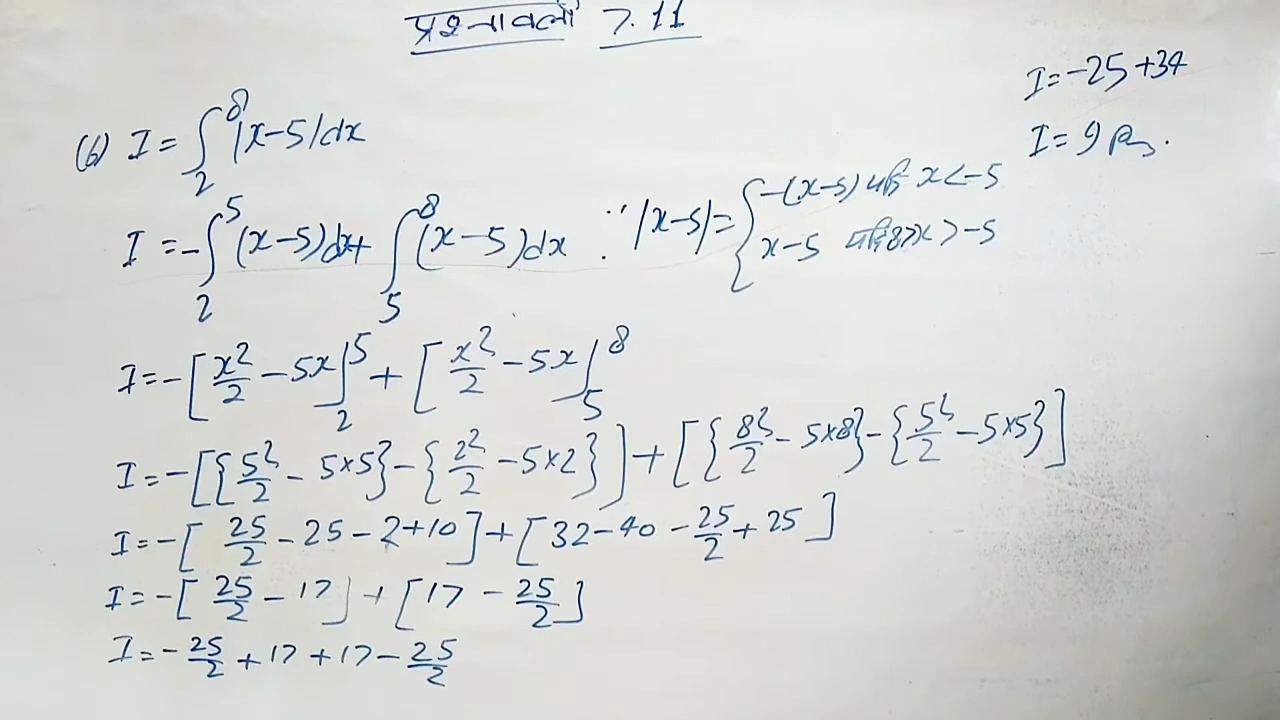 प्रश्नावली 7.11
(6) I = ∫₂⁸ |x-5| dx
I = -∫₂⁵ (x-5)dx + ∫₅⁸ (x-5)dx ∵ |x-5| = { -(x-5) यदि x < -5
x-5 यदि 8>x > -5
I = -[x²/2 - 5x]₂⁵ + [x²/2 - 5x]₅⁸
I = -[{5²/2 - 5×5} - {2²/2 - 5×2}] + [{8²/2 - 5×8} - {5²/2 - 5×5}]
I = -[25/2 - 25 - 2 + 10] + [32 - 40 - 25/2 + 25]
I = -[25/2 - 17] + [17 - 25/2]
I = -25/2 + 17 + 17 - 25/2
I = -25 + 34
I = 9